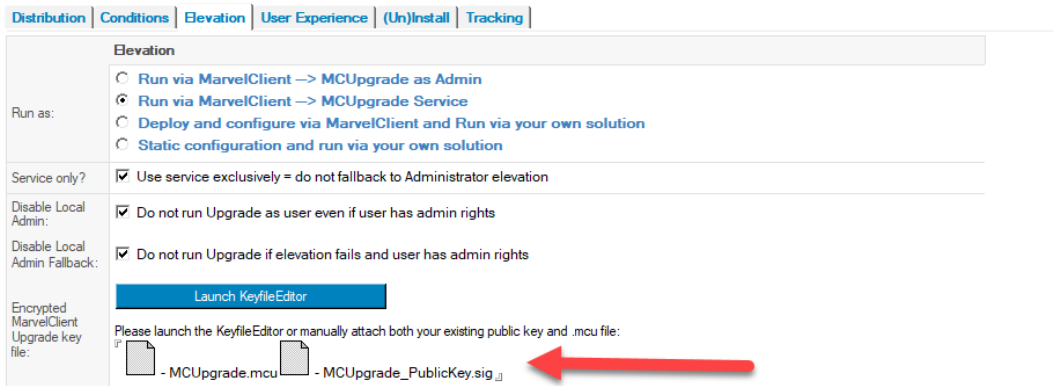 Distribution | Conditions | Elevation | User Experience | (Un)Install | Tracking
Elevation
Run as:
Run via MarvelClient —> MCUpgrade as Admin
Run via MarvelClient —> MCUpgrade Service
Deploy and configure via MarvelClient and Run via your own solution
Static configuration and run via your own solution
Service only?
Use service exclusively = do not fallback to Administrator elevation
Disable Local
Admin:
Do not run Upgrade as user even if user has admin rights
Disable Local
Admin Fallback:
Do not run Upgrade if elevation fails and user has admin rights
Encrypted
MarvelClient
Upgrade key
file:
Launch KeyfileEditor
Please launch the KeyfileEditor or manually attach both your existing public key and .mcu file:
- MCUpgrade.mcu - MCUpgrade_PublicKey.sig